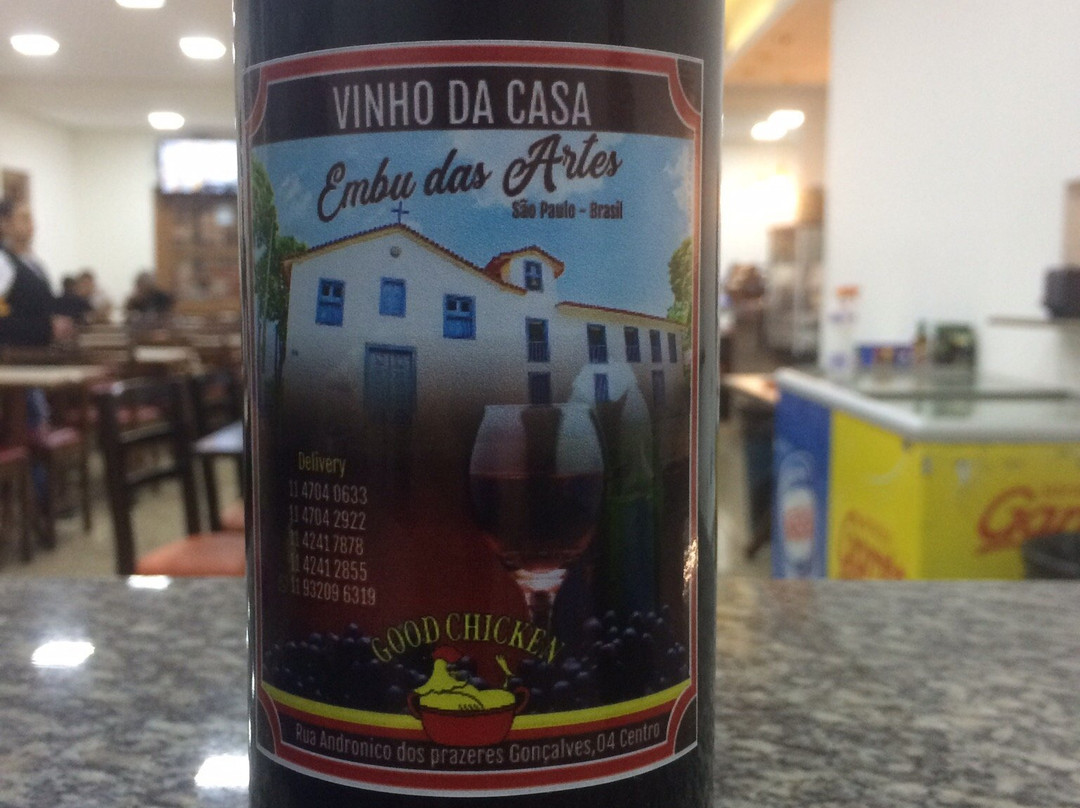 VINHO DA CASA
Embu das Artes
São Paulo - Brasil
Delivery
11 4704 0633
11 4704 2922
11 4241 7878
11 4241 2855
11 93209 6319
GOOD CHICKEN
Rua Andronico dos prazeres Gonçalves,04 Centro